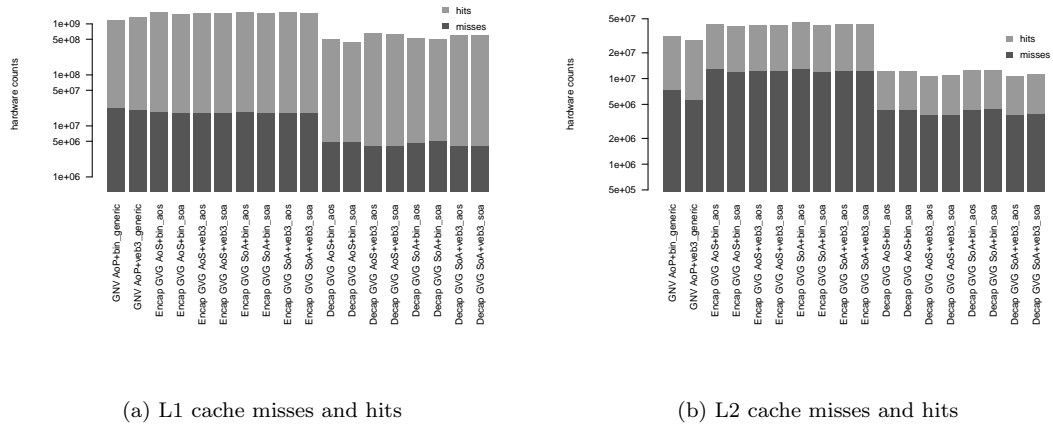 hits
misses
hardware counts
1e+09
5e+08
1e+08
5e+07
1e+07
5e+06
1e+06
GNV AoP+bin_generic
GNV AoP+veb3_generic
Encap GVG AoS+bin_aos
Encap GVG AoS+bin_soa
Encap GVG AoS+veb3_aos
Encap GVG AoS+veb3_soa
Encap GVG SoA+bin_aos
Encap GVG SoA+bin_soa
Encap GVG SoA+veb3_aos
Encap GVG SoA+veb3_soa
Decap GVG AoS+bin_aos
Decap GVG AoS+bin_soa
Decap GVG AoS+veb3_aos
Decap GVG AoS+veb3_soa
Decap GVG SoA+bin_aos
Decap GVG SoA+bin_soa
Decap GVG SoA+veb3_aos
Decap GVG SoA+veb3_soa
(a) L1 cache misses and hits
hits
misses
hardware counts
5e+07
2e+07
1e+07
5e+06
2e+06
1e+06
5e+05
GNV AoP+bin_generic
GNV AoP+veb3_generic
Encap GVG AoS+bin_aos
Encap GVG AoS+bin_soa
Encap GVG AoS+veb3_aos
Encap GVG AoS+veb3_soa
Encap GVG SoA+bin_aos
Encap GVG SoA+bin_soa
Encap GVG SoA+veb3_aos
Encap GVG SoA+veb3_soa
Decap GVG AoS+bin_aos
Decap GVG AoS+bin_soa
Decap GVG AoS+veb3_aos
Decap GVG AoS+veb3_soa
Decap GVG SoA+bin_aos
Decap GVG SoA+bin_soa
Decap GVG SoA+veb3_aos
Decap GVG SoA+veb3_soa
(b) L2 cache misses and hits